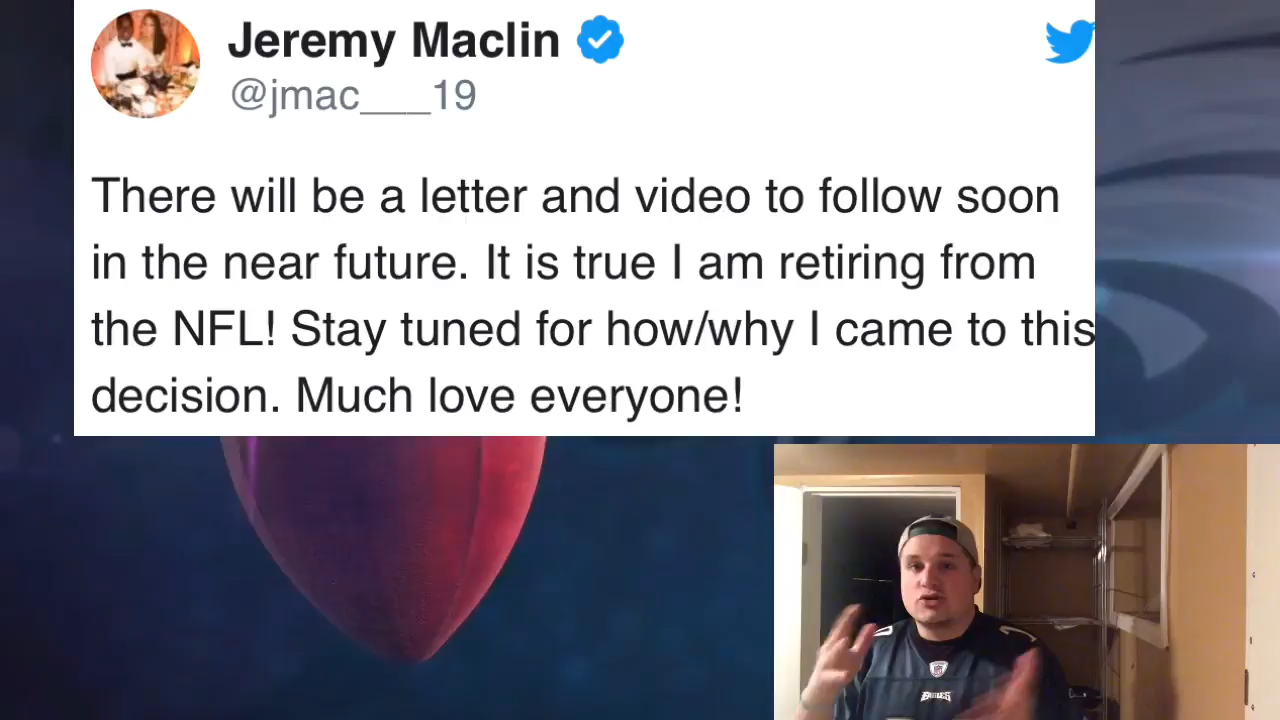 Jeremy Maclin
@jmac___19
There will be a letter and video to follow soon
in the near future. It is true I am retiring from
the NFL! Stay tuned for how/why I came to this
decision. Much love everyone!
EAGLES